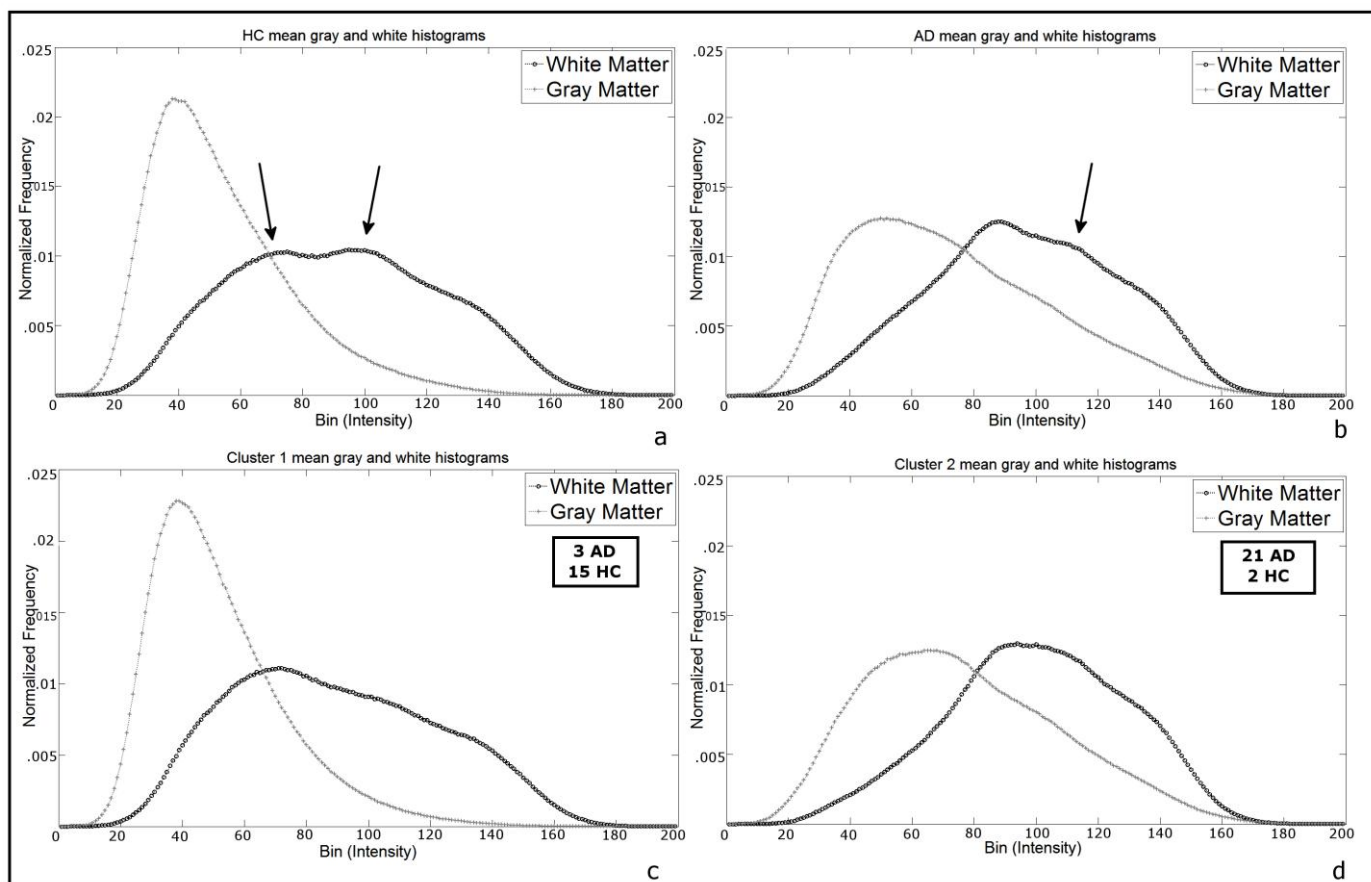 HC mean gray and white histograms
.025
.02
.015
.01
.005
0 20 40 60 80 100 120 140 160 180 200
Normalized Frequency
Bin (Intensity)
White Matter
Gray Matter
a
AD mean gray and white histograms
.025
.02
.015
.01
.005
0 20 40 60 80 100 120 140 160 180 200
Normalized Frequency
Bin (Intensity)
White Matter
Gray Matter
b
Cluster 1 mean gray and white histograms
.025
.02
.015
.01
.005
0 20 40 60 80 100 120 140 160 180 200
Normalized Frequency
Bin (Intensity)
White Matter
Gray Matter
3 AD
15 HC
c
Cluster 2 mean gray and white histograms
.025
.02
.015
.01
.005
0 20 40 60 80 100 120 140 160 180 200
Normalized Frequency
Bin (Intensity)
White Matter
Gray Matter
21 AD
2 HC
d